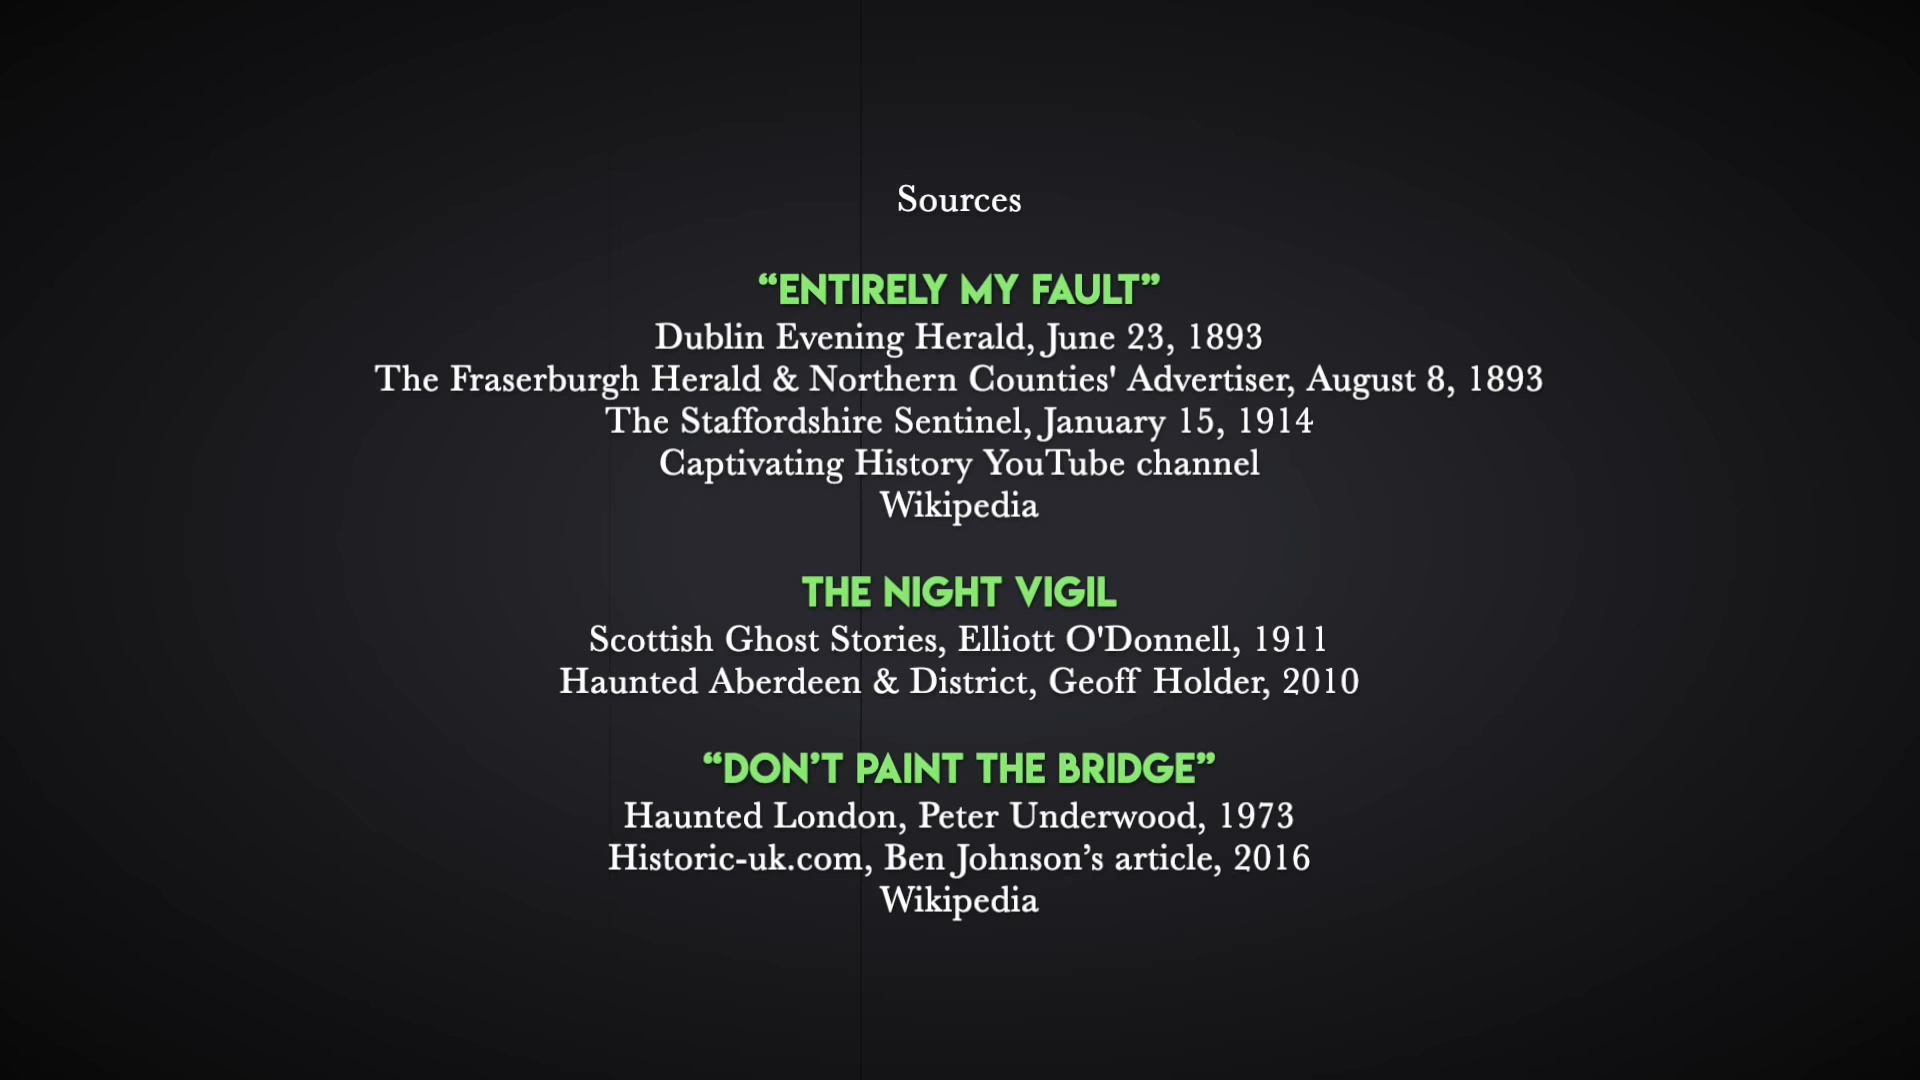 Sources
“ENTIRELY MY FAULT”
Dublin Evening Herald, June 23, 1893
The Fraserburgh Herald & Northern Counties' Advertiser, August 8, 1893
The Staffordshire Sentinel, January 15, 1914
Captivating History YouTube channel
Wikipedia
THE NIGHT VIGIL
Scottish Ghost Stories, Elliott O'Donnell, 1911
Haunted Aberdeen & District, Geoff Holder, 2010
“DON’T PAINT THE BRIDGE”
Haunted London, Peter Underwood, 1973
Historic-uk.com, Ben Johnson’s article, 2016
Wikipedia